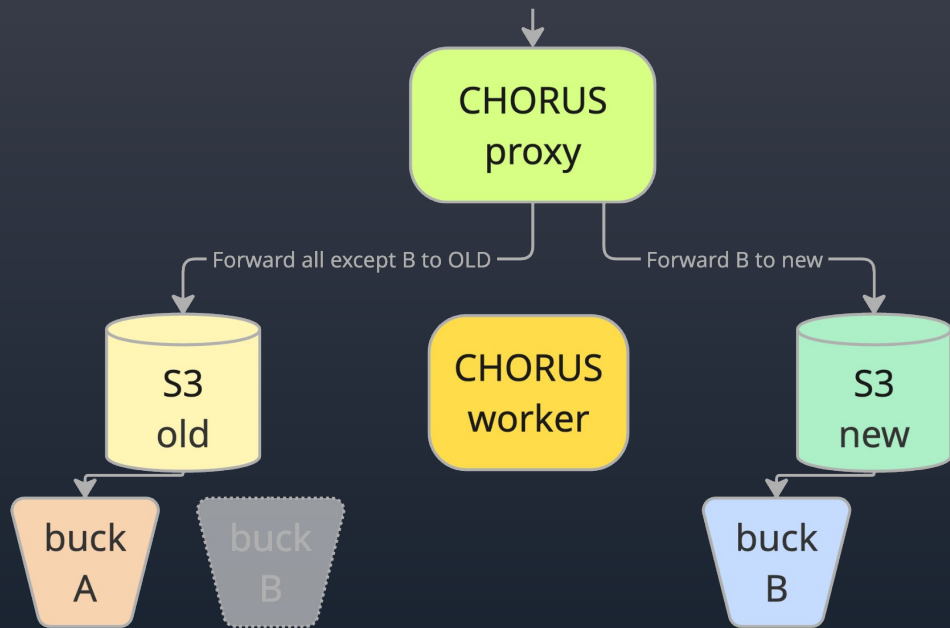 CHORUS
proxy
Forward all except B to OLD
Forward B to new
S3
old
CHORUS
worker
S3
new
buck
A
buck
B
buck
B